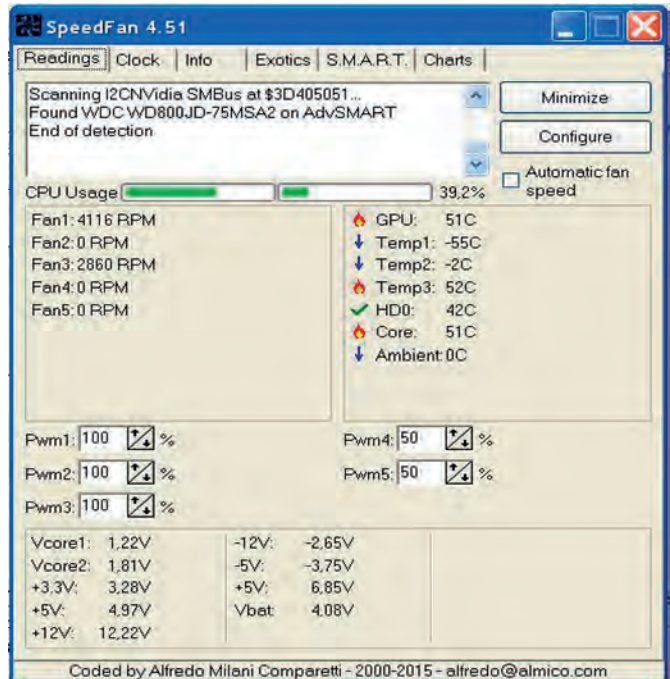 SpeedFan 4.51
Readings Clock Info Exotics S.M.A.R.T. Charts
Scanning I2CNVidia SMBus at $3D405051...
Found WDC WD800JD-75MSA2 on AdvSMART
End of detection
Minimize
Configure
Automatic fan speed
CPU Usage 39,2%
Fan1: 4116 RPM
Fan2: 0 RPM
Fan3: 2860 RPM
Fan4: 0 RPM
Fan5: 0 RPM
GPU: 51C
Temp1: -55C
Temp2: -2C
Temp3: 52C
HD0: 42C
Core: 51C
Ambient: 0C
Pwm1: 100 %
Pwm2: 100 %
Pwm3: 100 %
Pwm4: 50 %
Pwm5: 50 %
Vcore1: 1,22V
Vcore2: 1,81V
+3.3V: 3,28V
+5V: 4,97V
+12V: 12,22V
-12V: -2,65V
-5V: -3,75V
+5V: 6,85V
Vbat 4.08V
Coded by Alfredo Milani Comparetti - 2000-2015 - alfredo@almico.com